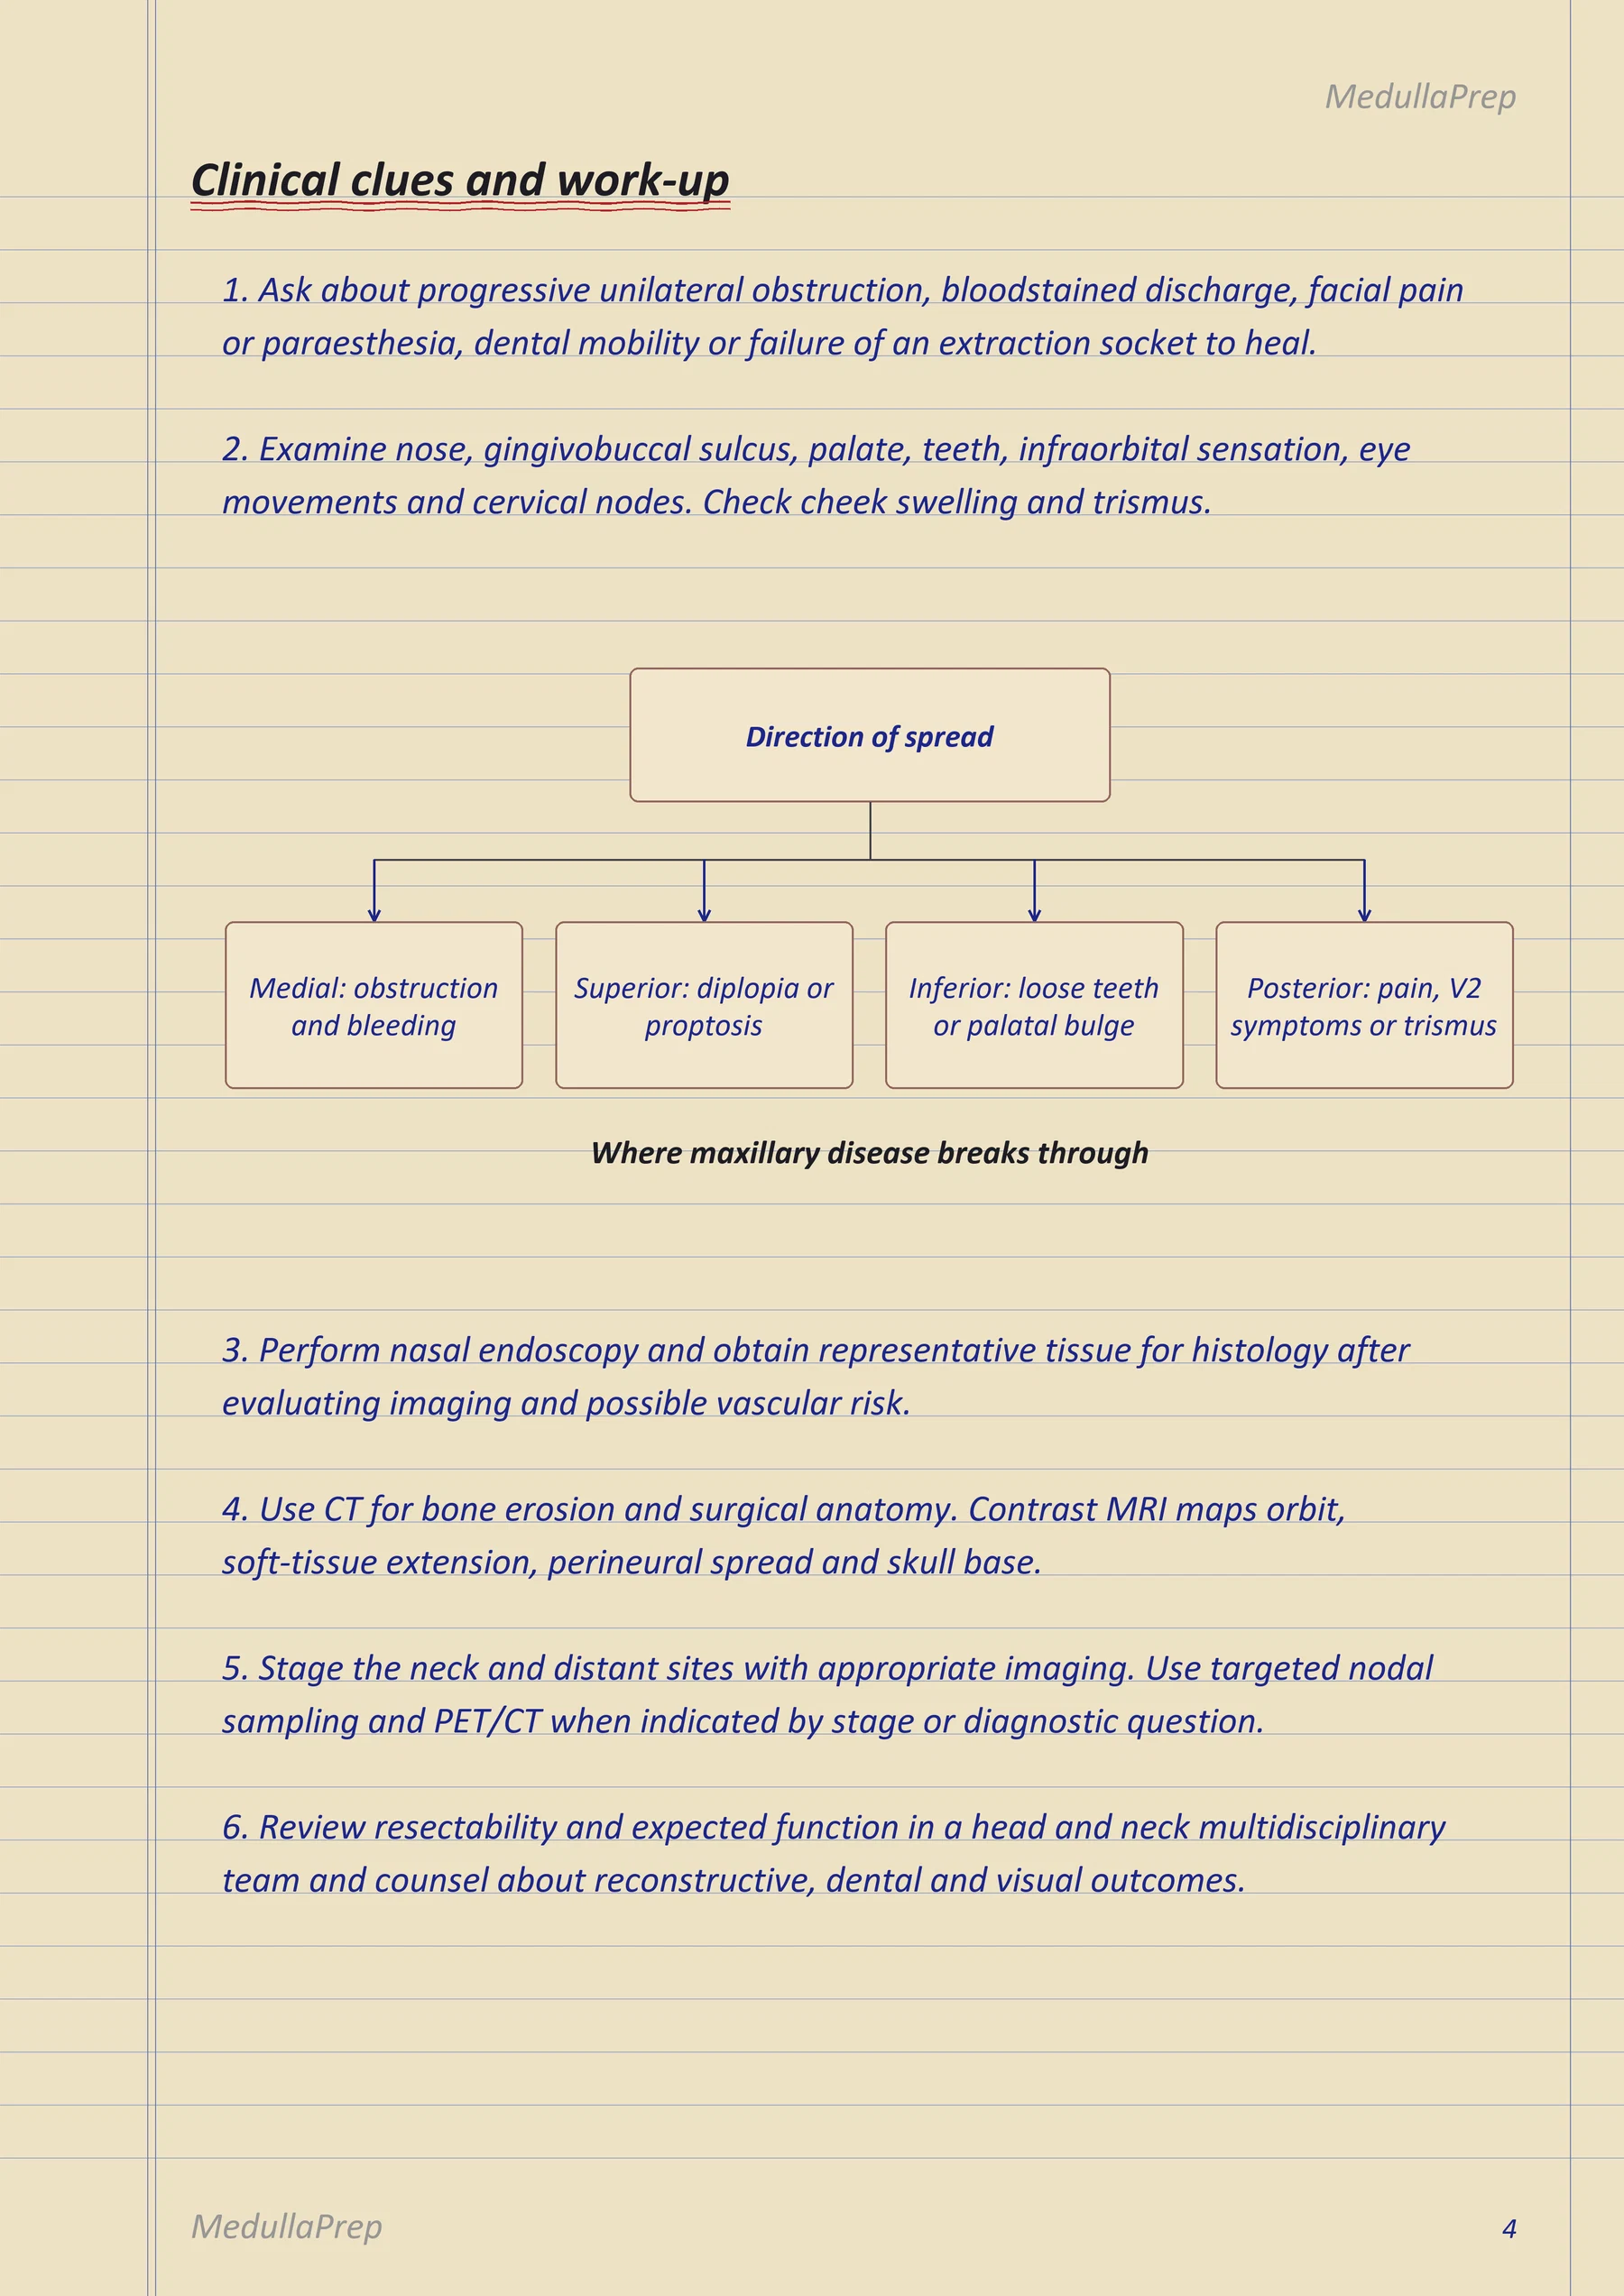 MedullaPrep
Clinical clues and work-up
1. Ask about progressive unilateral obstruction, bloodstained discharge, facial pain
or paraesthesia, dental mobility or failure of an extraction socket to heal.
2. Examine nose, gingivobuccal sulcus, palate, teeth, infraorbital sensation, eye
movements and cervical nodes. Check cheek swelling and trismus.
Direction of spread
Medial: obstruction
and bleeding
Superior: diplopia or
proptosis
Inferior: loose teeth
or palatal bulge
Posterior: pain, V2
symptoms or trismus
Where maxillary disease breaks through
3. Perform nasal endoscopy and obtain representative tissue for histology after
evaluating imaging and possible vascular risk.
4. Use CT for bone erosion and surgical anatomy. Contrast MRI maps orbit,
soft-tissue extension, perineural spread and skull base.
5. Stage the neck and distant sites with appropriate imaging. Use targeted nodal
sampling and PET/CT when indicated by stage or diagnostic question.
6. Review resectability and expected function in a head and neck multidisciplinary
team and counsel about reconstructive, dental and visual outcomes.
MedullaPrep
4